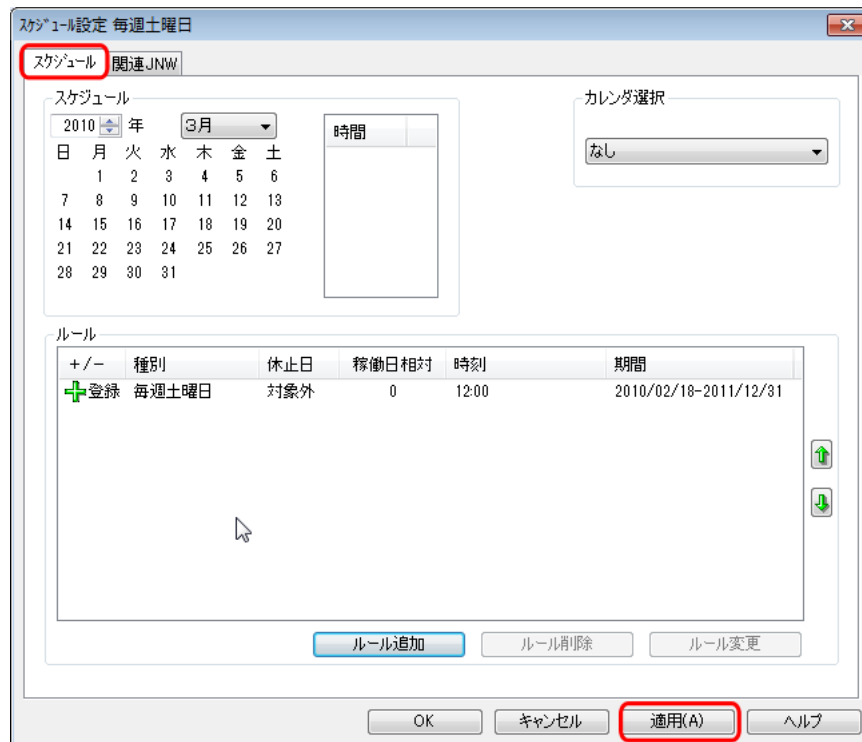 スケジュール設定 毎週土曜日
スケジュール 関連JNW
スケジュール
2010 年 3月
日 月 火 水 木 金 土
1 2 3 4 5 6
7 8 9 10 11 12 13
14 15 16 17 18 19 20
21 22 23 24 25 26 27
28 29 30 31
時間
カレンダ選択
なし
ルール
+/- 種別 休止日 稼働日相対 時刻 期間
登録 毎週土曜日 対象外 0 12:00 2010/02/18-2011/12/31
ルール追加 ルール削除 ルール変更
OK キャンセル 適用(A) ヘルプ